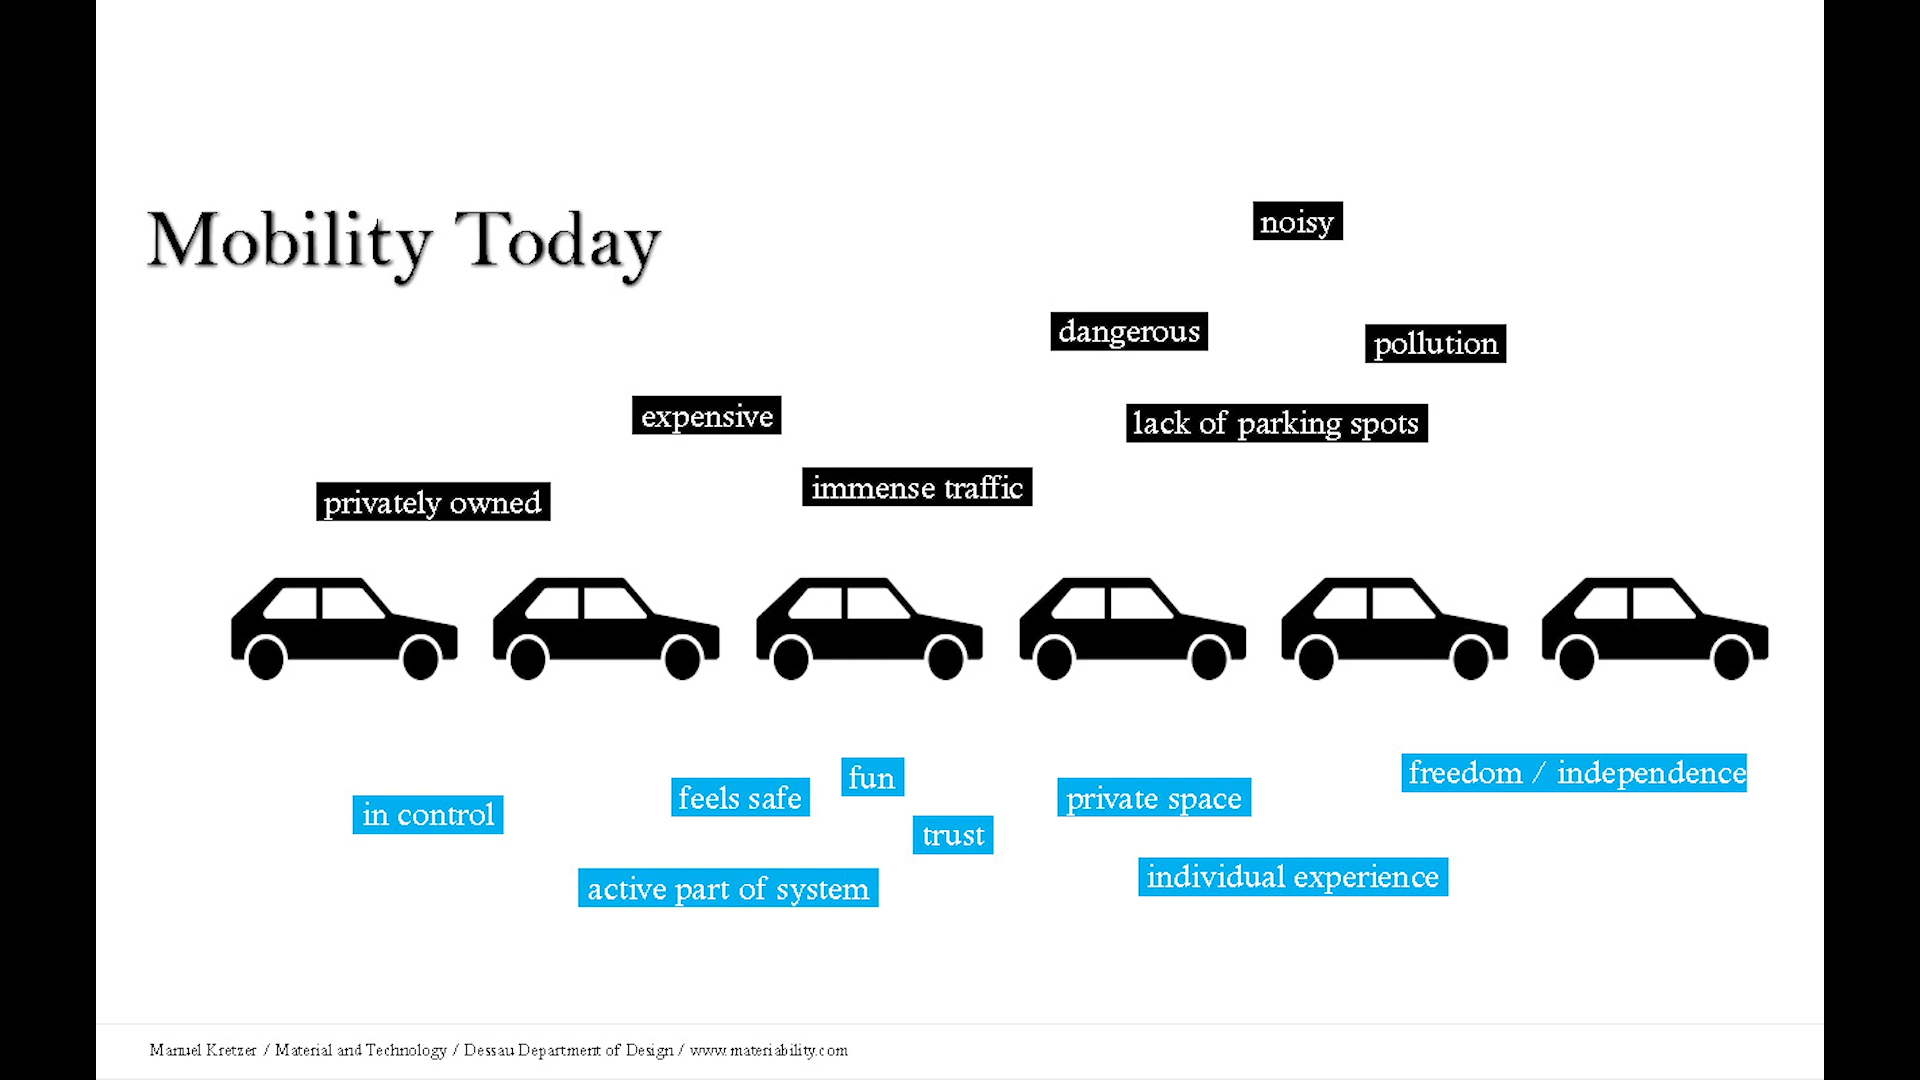 Mobility Today
noisy
dangerous
pollution
expensive
lack of parking spots
immense traffic
privately owned
freedom / independence
fun
feels safe
private space
in control
trust
individual experience
active part of system
Manuel Kretzer / Material and Technology / Dessau Department of Design / www.materiability.com